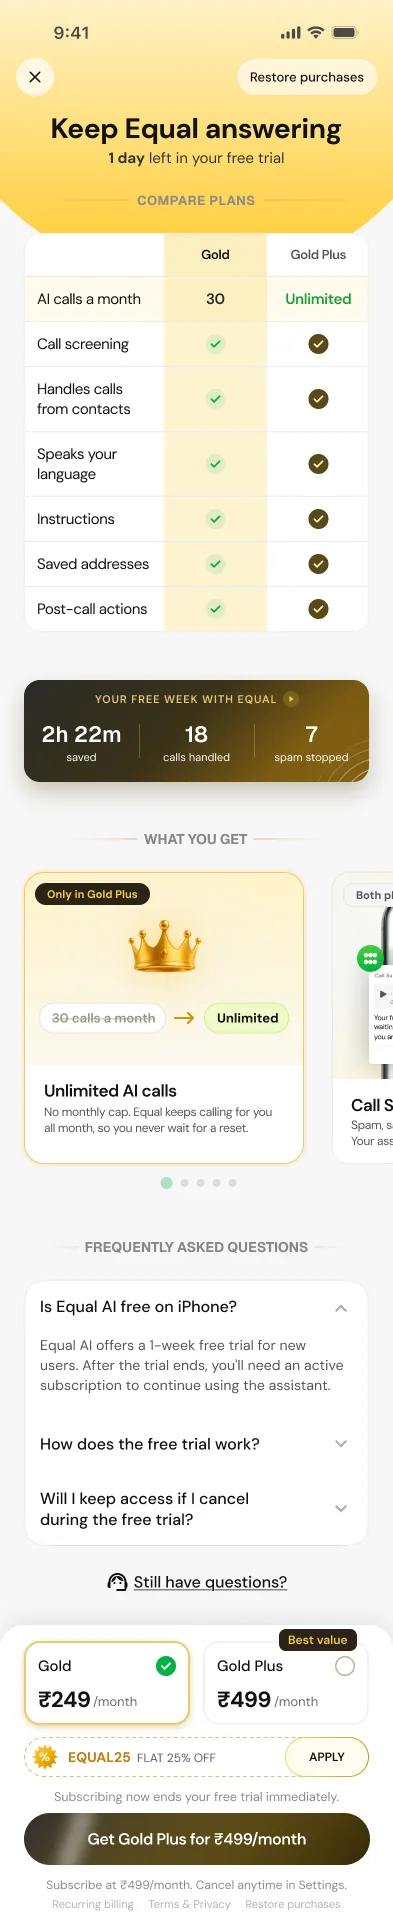 9:41
Restore purchases
Keep Equal answering
1 day left in your free trial
COMPARE PLANS
Gold Gold Plus
AI calls a month 30 Unlimited
Call screening
Handles calls
from contacts
Speaks your
language
Instructions
Saved addresses
Post-call actions
YOUR FREE WEEK WITH EQUAL
2h 22m 18 7
saved calls handled spam stopped
WHAT YOU GET
Only in Gold Plus
30 calls a month → Unlimited
Unlimited AI calls
No monthly cap. Equal keeps calling for you
all month, so you never wait for a reset.
Both pl
Call Su
Your f
waitin
you ar
Call S
Spam, s
Your ass
FREQUENTLY ASKED QUESTIONS
Is Equal AI free on iPhone?
Equal AI offers a 1-week free trial for new
users. After the trial ends, you'll need an active
subscription to continue using the assistant.
How does the free trial work?
Will I keep access if I cancel
during the free trial?
Still have questions?
Best value
Gold Gold Plus
₹249 /month ₹499 /month
% EQUAL25 FLAT 25% OFF APPLY
Subscribing now ends your free trial immediately.
Get Gold Plus for ₹499/month
Subscribe at ₹499/month. Cancel anytime in Settings.
Recurring billing Terms & Privacy Restore purchases